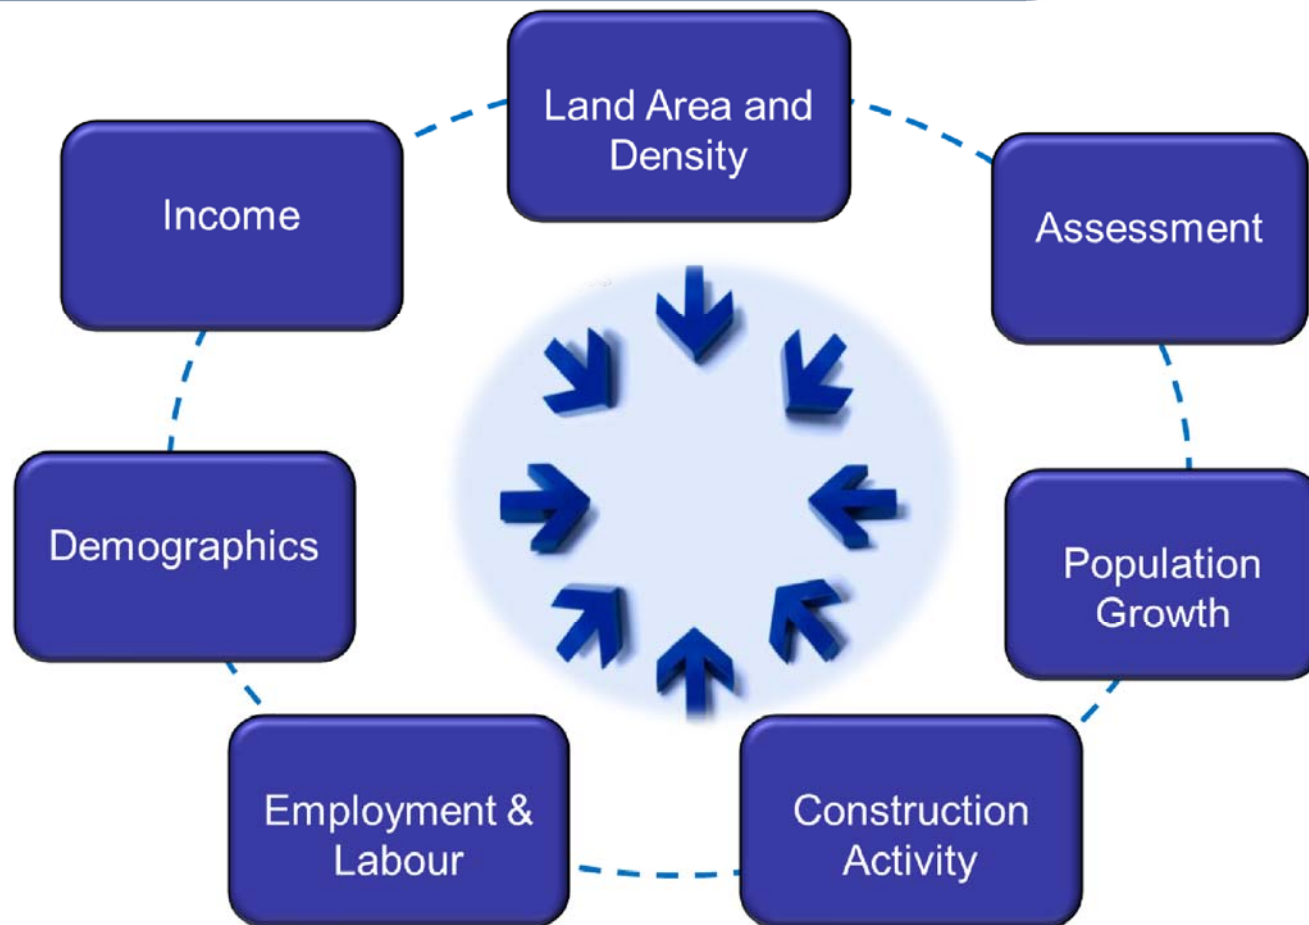 Land Area and
Density
Assessment
Population
Growth
Construction
Activity
Employment &
Labour
Demographics
Income